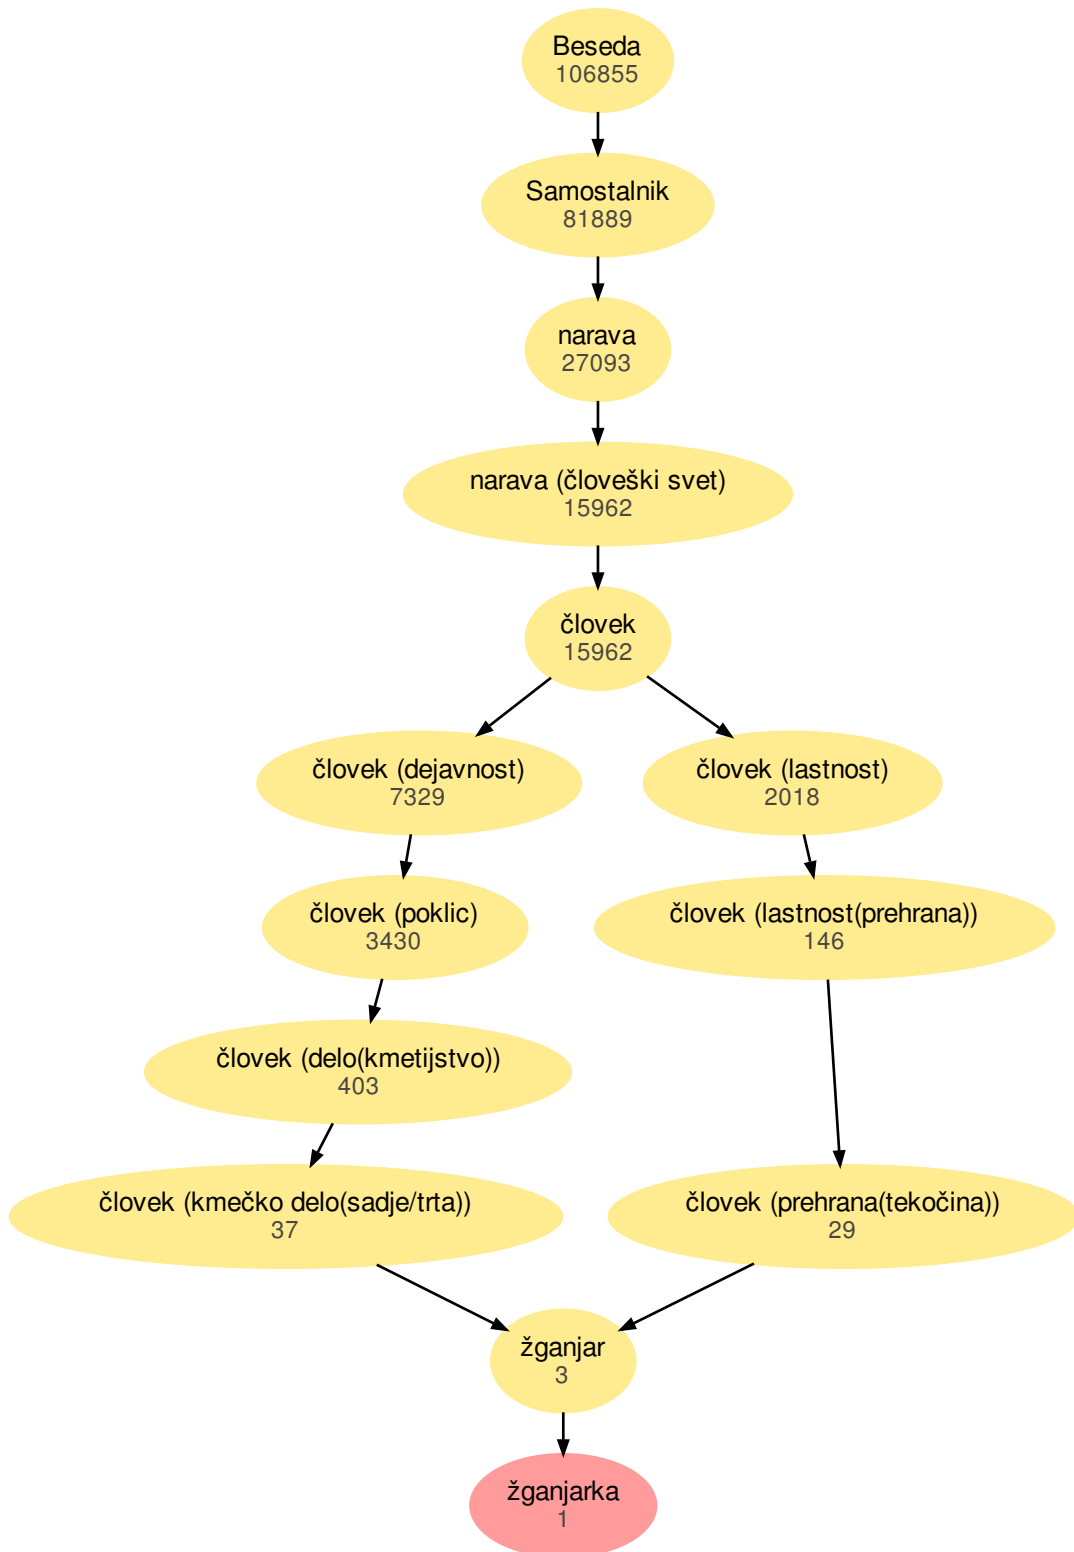 Beseda
106855
Samostalnik
81889
narava
27093
narava (človeški svet)
15962
človek
15962
človek (dejavnost)
7329
človek (lastnost)
2018
človek (poklic)
3430
človek (lastnost(prehrana))
146
človek (delo(kmetijstvo))
403
človek (kmečko delo(sadje/trta))
37
človek (prehrana(tekočina))
29
žganjar
3
žganjarka
1